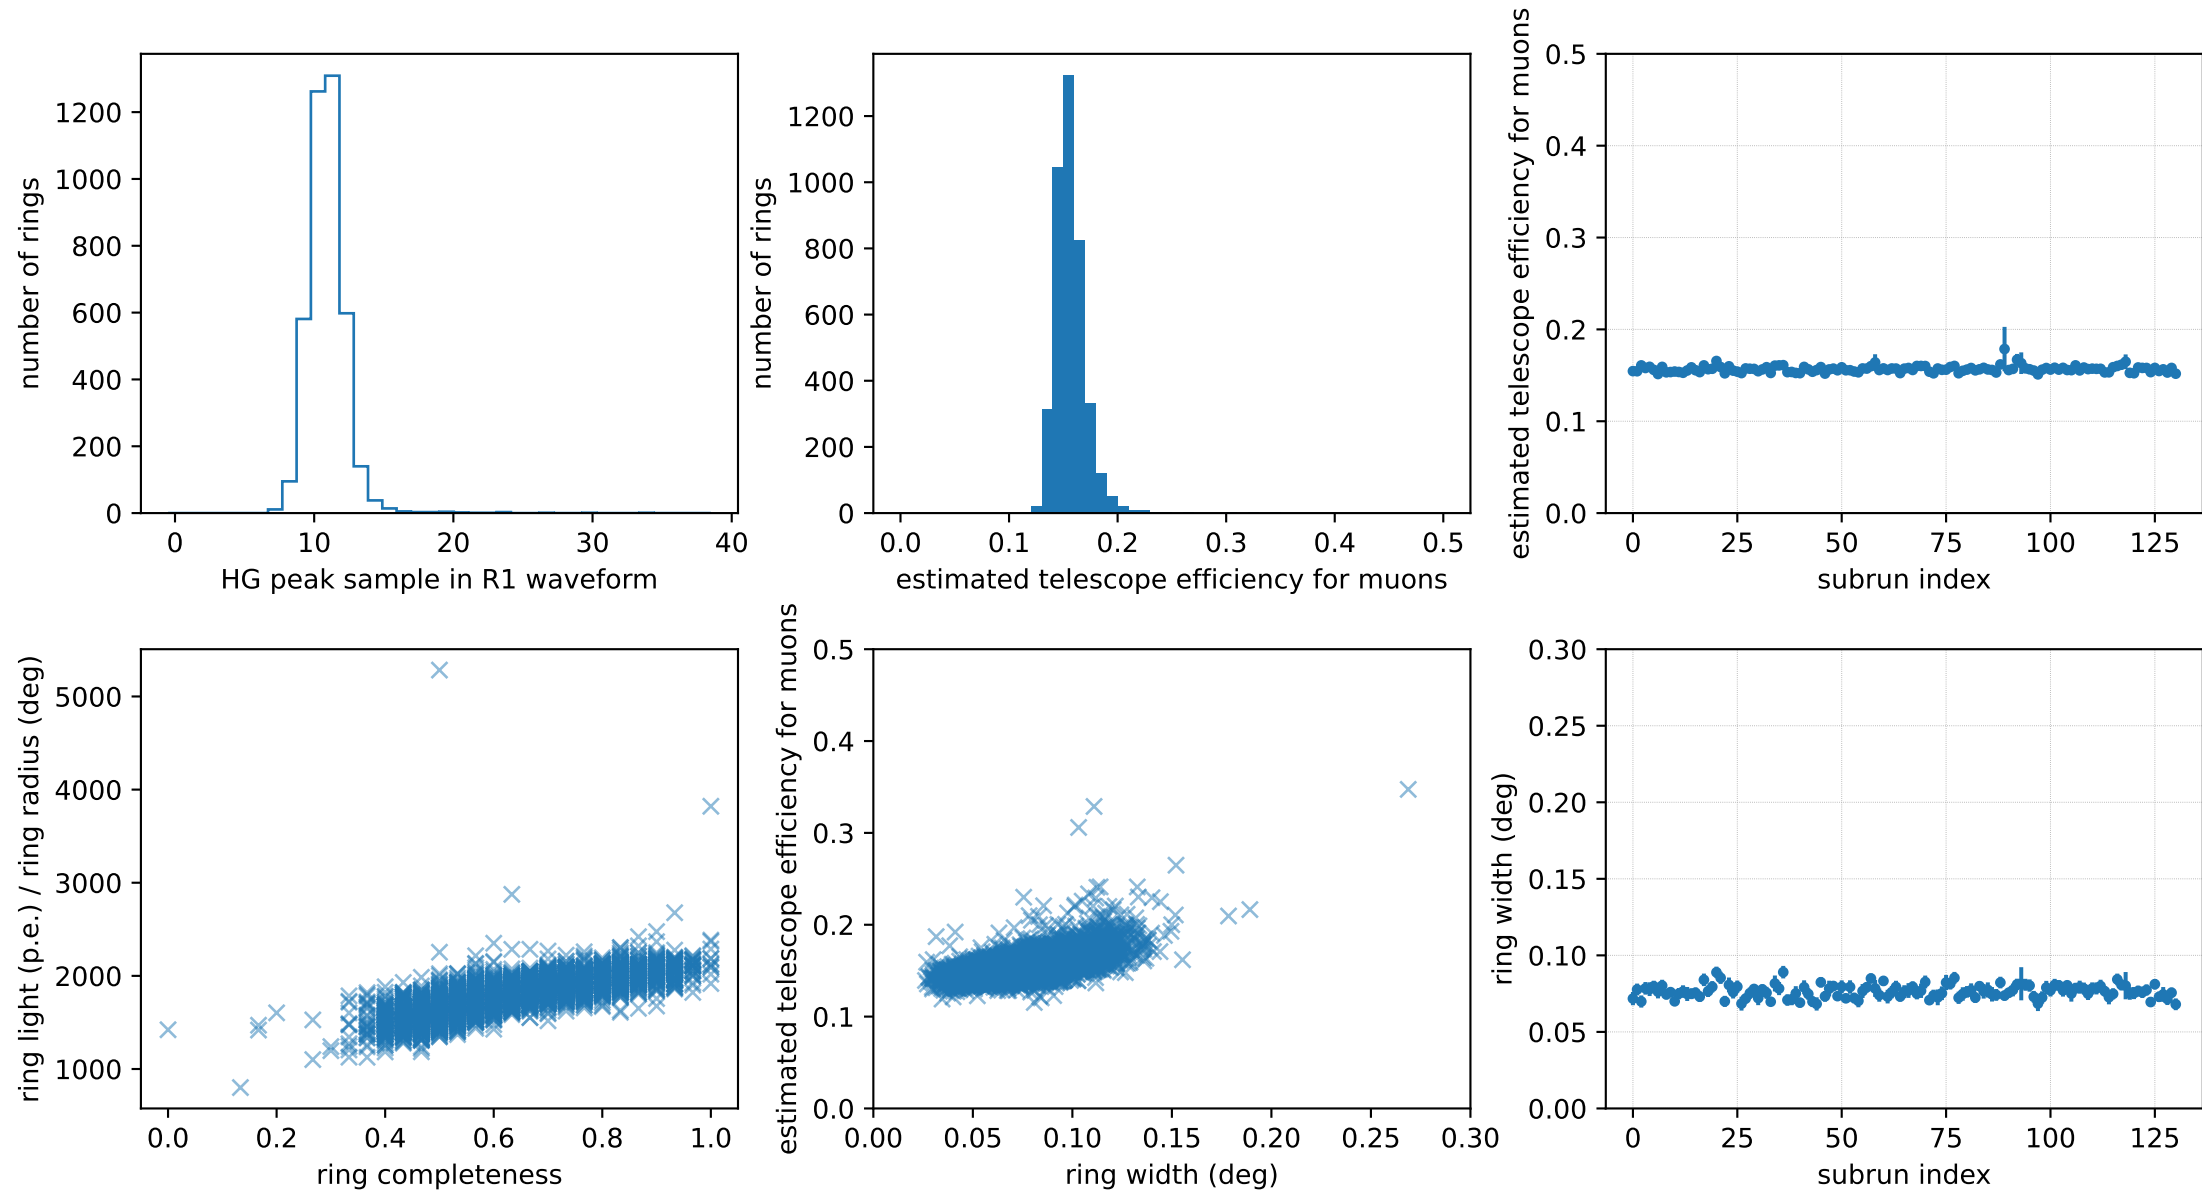 number of rings
1200
1000
800
600
400
200
0
0 10 20 30 40
HG peak sample in R1 waveform
number of rings
1200
1000
800
600
400
200
0
0.0 0.1 0.2 0.3 0.4 0.5
estimated telescope efficiency for muons
estimated telescope efficiency for muons
0.5
0.4
0.3
0.2
0.1
0.0
0 25 50 75 100 125
subrun index
ring light (p.e.) / ring radius (deg)
5000
4000
3000
2000
1000
0.0 0.2 0.4 0.6 0.8 1.0
ring completeness
estimated telescope efficiency for muons
0.5
0.4
0.3
0.2
0.1
0.0
0.00 0.05 0.10 0.15 0.20 0.25 0.30
ring width (deg)
ring width (deg)
0.30
0.25
0.20
0.15
0.10
0.05
0.00
0 25 50 75 100 125
subrun index